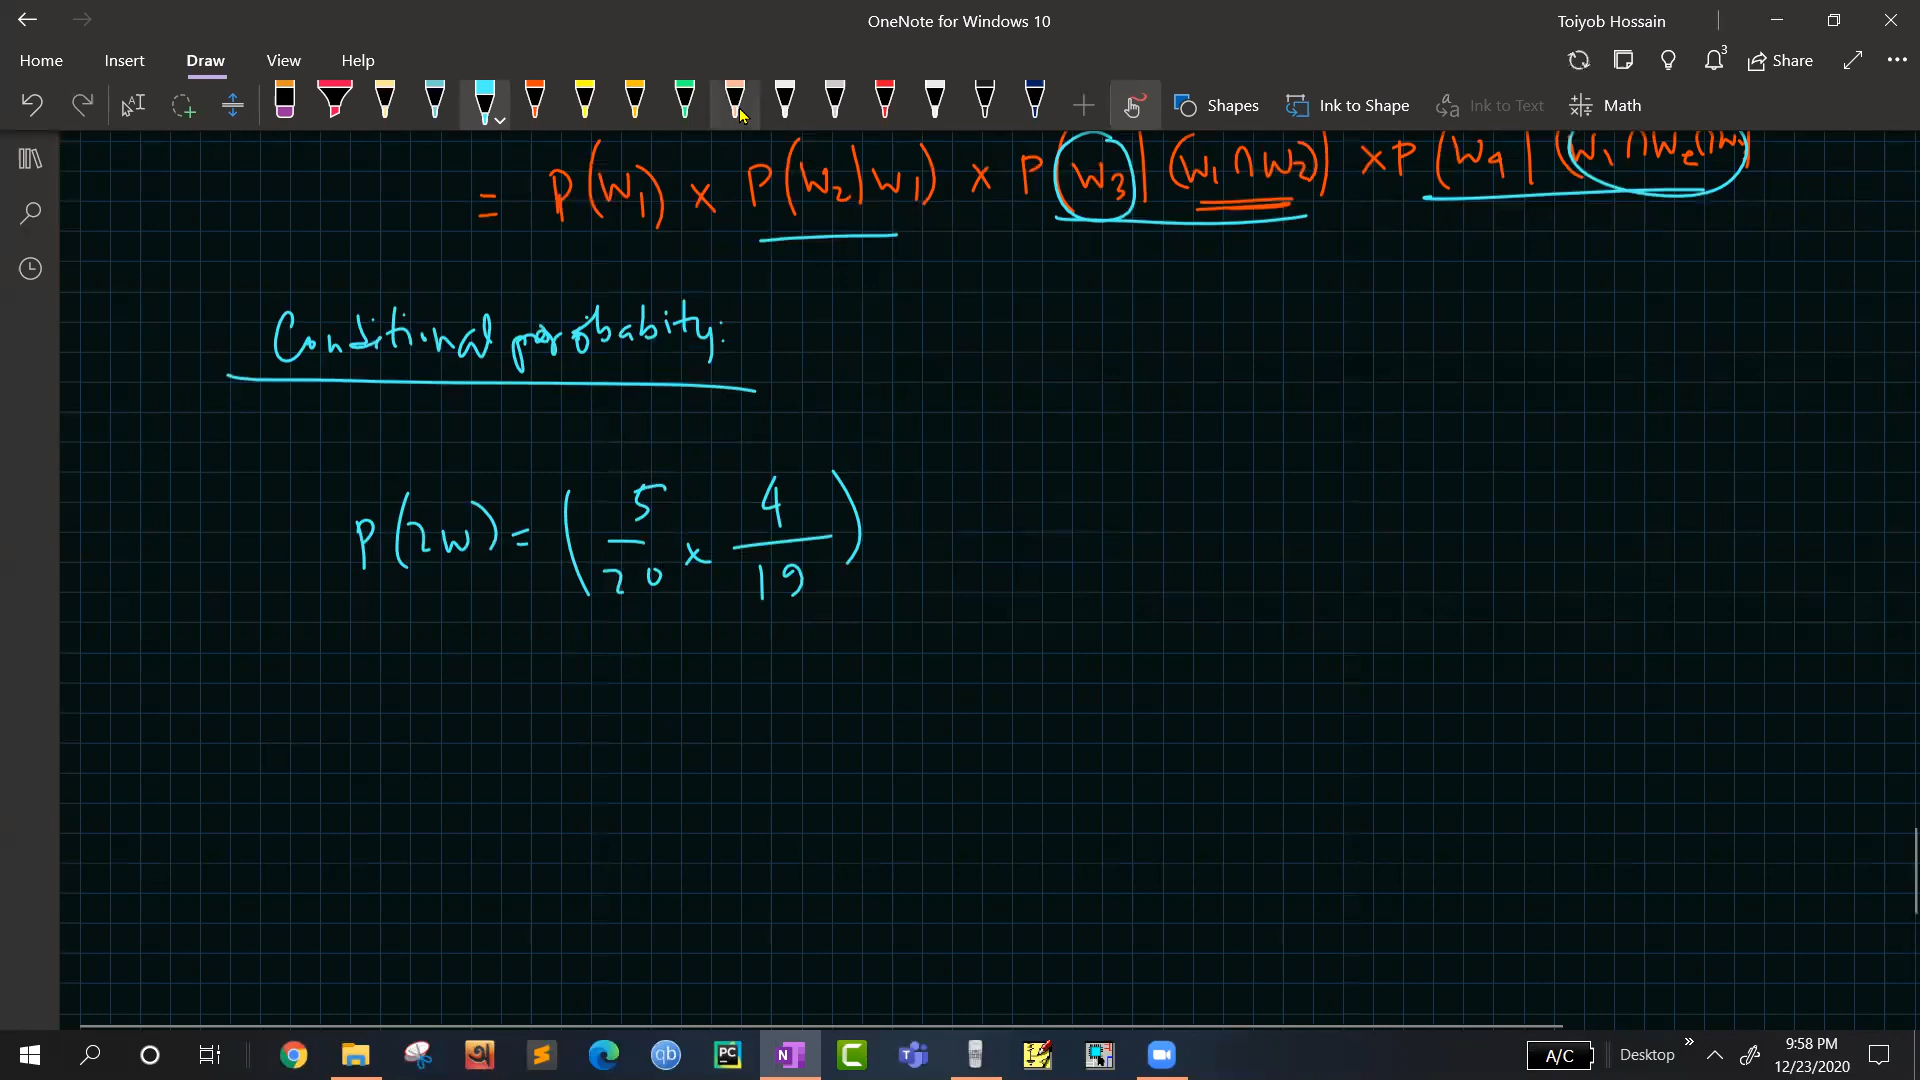 OneNote for Windows 10
Toiyob Hossain
Home Insert Draw View Help
3
Share
Shapes Ink to Shape Ink to Text Math
= P(W1) x P(W2|W1) x P(W3|(W1∩W2)) x P(W4|(W1∩W2∩
Conditional probabity:
P(2W) = (5/20 x 4/19)
A/C Desktop
9:58 PM
12/23/2020